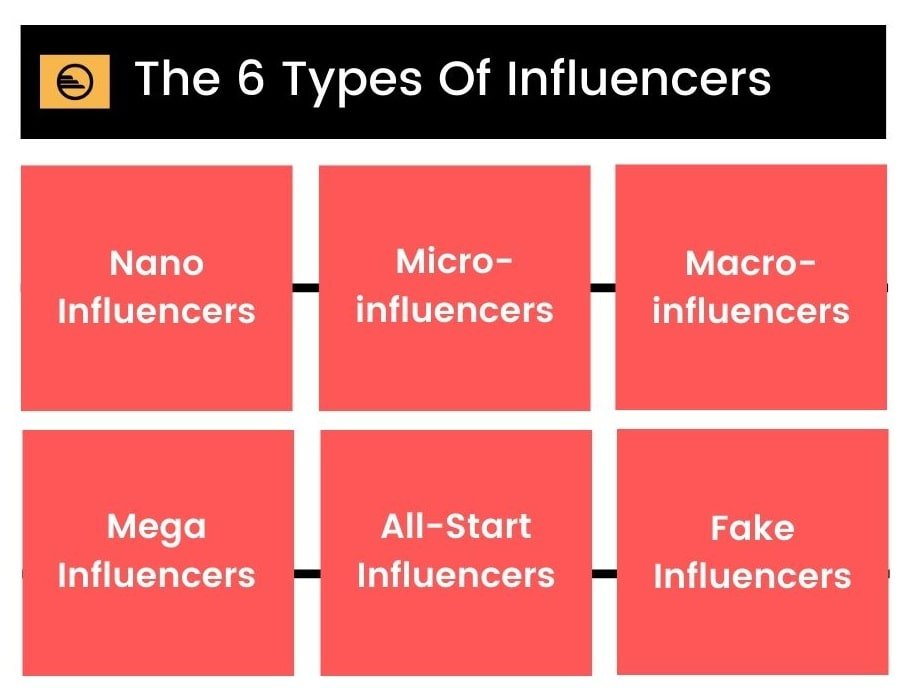 The 6 Types Of Influencers
Nano
Influencers
Micro-
influencers
Macro-
influencers
Mega
Influencers
All-Start
Influencers
Fake
Influencers